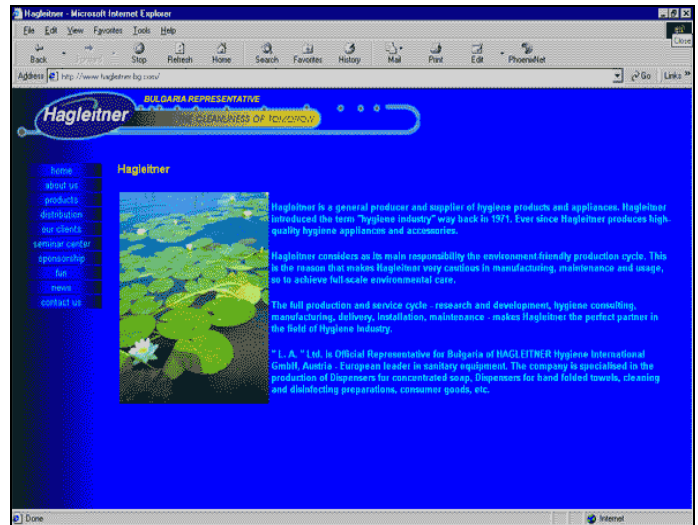 Hagleitner - Microsoft Internet Explorer
File Edit View Favorites Tools Help
Back Forward Stop Refresh Home Search Favorites History Mail Print Edit PhoenixNet
Close
Address http://www.hagleitner-bg.com/ Go Links »
BULGARIA REPRESENTATIVE
Hagleitner
THE CLEANLINESS OF TOMORROW
home
about us
products
distribution
our clients
seminar center
sponsorship
fun
news
contact us
Hagleitner
Hagleitner is a general producer and supplier of hygiene products and appliances. Hagleitner
introduced the term "hygiene industry" way back in 1971. Ever since Hagleitner produces high-
quality hygiene appliances and accessories.
Hagleitner considers as its main responsibility the environment-friendly production cycle. This
is the reason that makes Hagleitner very cautious in manufacturing, maintenance and usage,
so to achieve full-scale environmental care.
The full production and service cycle - research and development, hygiene consulting,
manufacturing, delivery, installation, maintenance - makes Hagleitner the perfect partner in
the field of Hygiene Industry.
" L. A. " Ltd. is Official Representative for Bulgaria of HAGLEITNER Hygiene International
GmbH, Austria - European leader in sanitary equipment. The company is specialised in the
production of Dispensers for concentrated soap, Dispensers for hand folded towels, cleaning
and disinfecting preparations, consumer goods, etc.
Done Internet